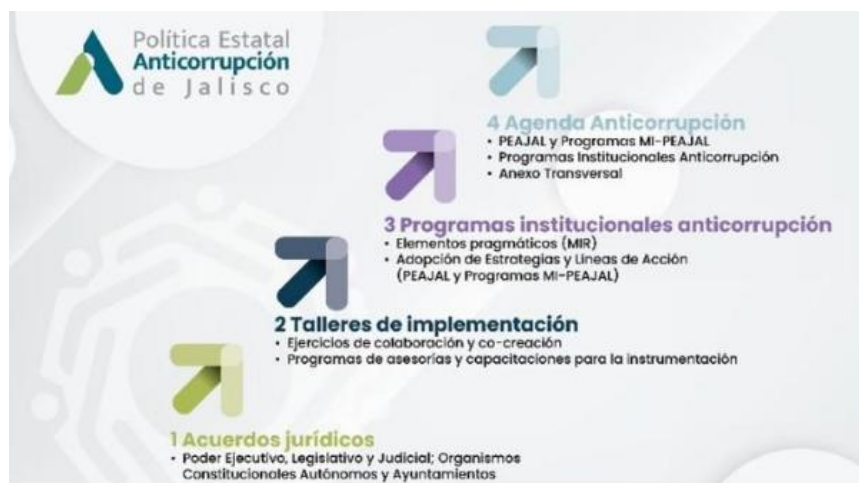 Política Estatal
Anticorrupción
de Jalisco
4 Agenda Anticorrupción
• PEAJAL y Programas MI-PEAJAL
• Programas Institucionales Anticorrupción
• Anexo Transversal
3 Programas institucionales anticorrupción
• Elementos pragmáticos (MIR)
• Adopción de Estrategias y Líneas de Acción
(PEAJAL y Programas MI-PEAJAL)
2 Talleres de implementación
• Ejercicios de colaboración y co-creación
• Programas de asesorías y capacitaciones para la instrumentación
1 Acuerdos jurídicos
• Poder Ejecutivo, Legislativo y Judicial; Organismos
Constitucionales Autónomos y Ayuntamientos